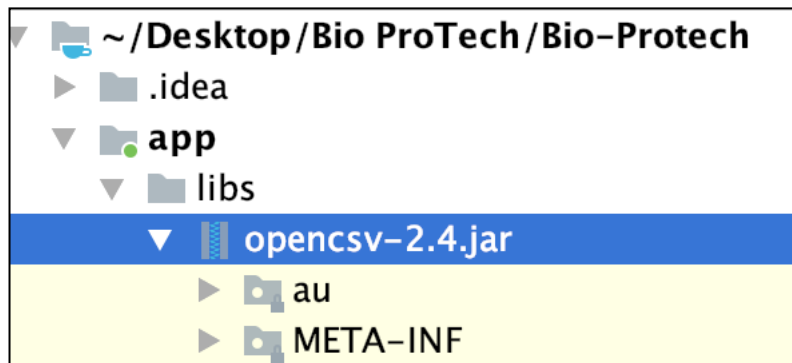 ~/Desktop/Bio ProTech/Bio-Protech
.idea
app
libs
opencsv-2.4.jar
au
META-INF